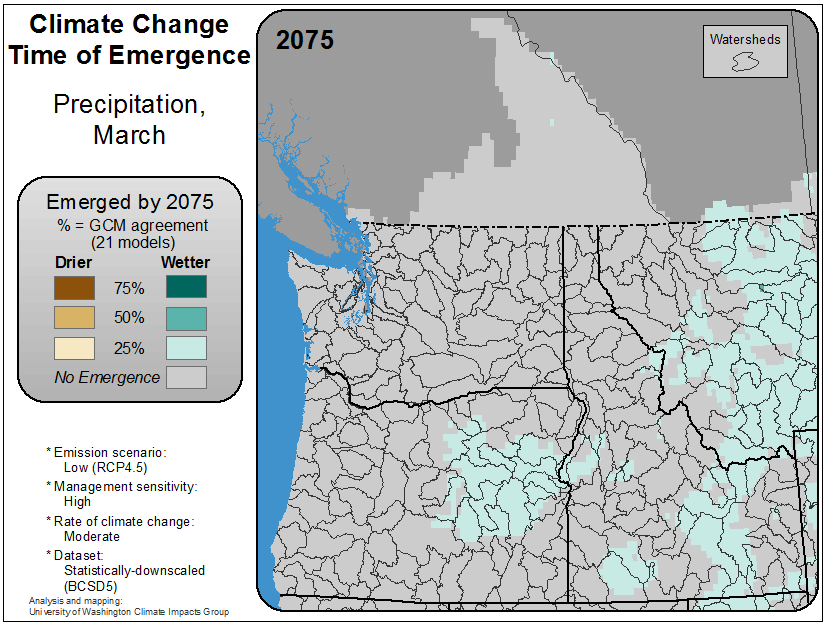 Climate Change
Time of Emergence
Precipitation,
March
Emerged by 2075
% = GCM agreement
(21 models)
Drier Wetter
75%
50%
25%
No Emergence
* Emission scenario:
Low (RCP4.5)
* Management sensitivity:
High
* Rate of climate change:
Moderate
* Dataset:
Statistically-downscaled
(BCSD5)
Analysis and mapping:
University of Washington Climate Impacts Group
2075
Watersheds